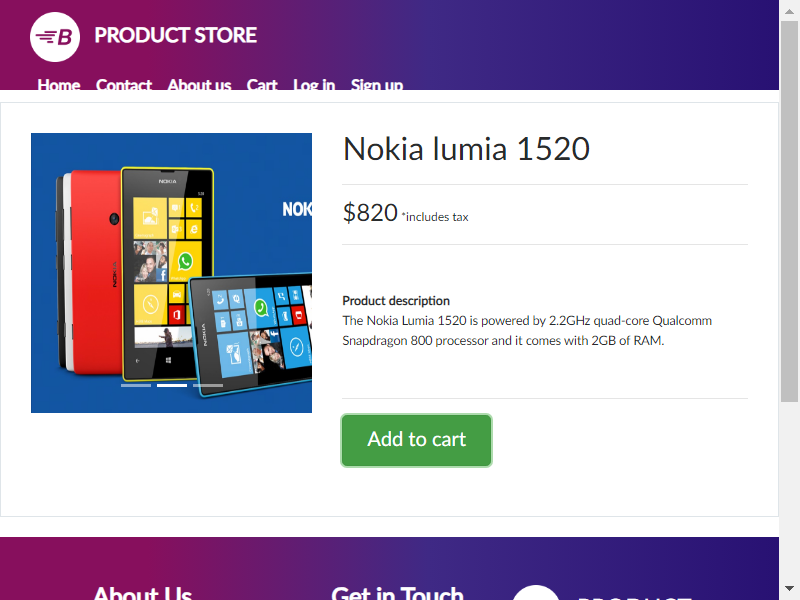 B PRODUCT STORE
Home Contact About us Cart Log in Sign up
Nokia lumia 1520
$820 *includes tax
NOKIA
NOK
NOKIA
NOKIA
Product description
The Nokia Lumia 1520 is powered by 2.2GHz quad-core Qualcomm
Snapdragon 800 processor and it comes with 2GB of RAM.
Add to cart
About Us
Get in Touch
PRODUCT